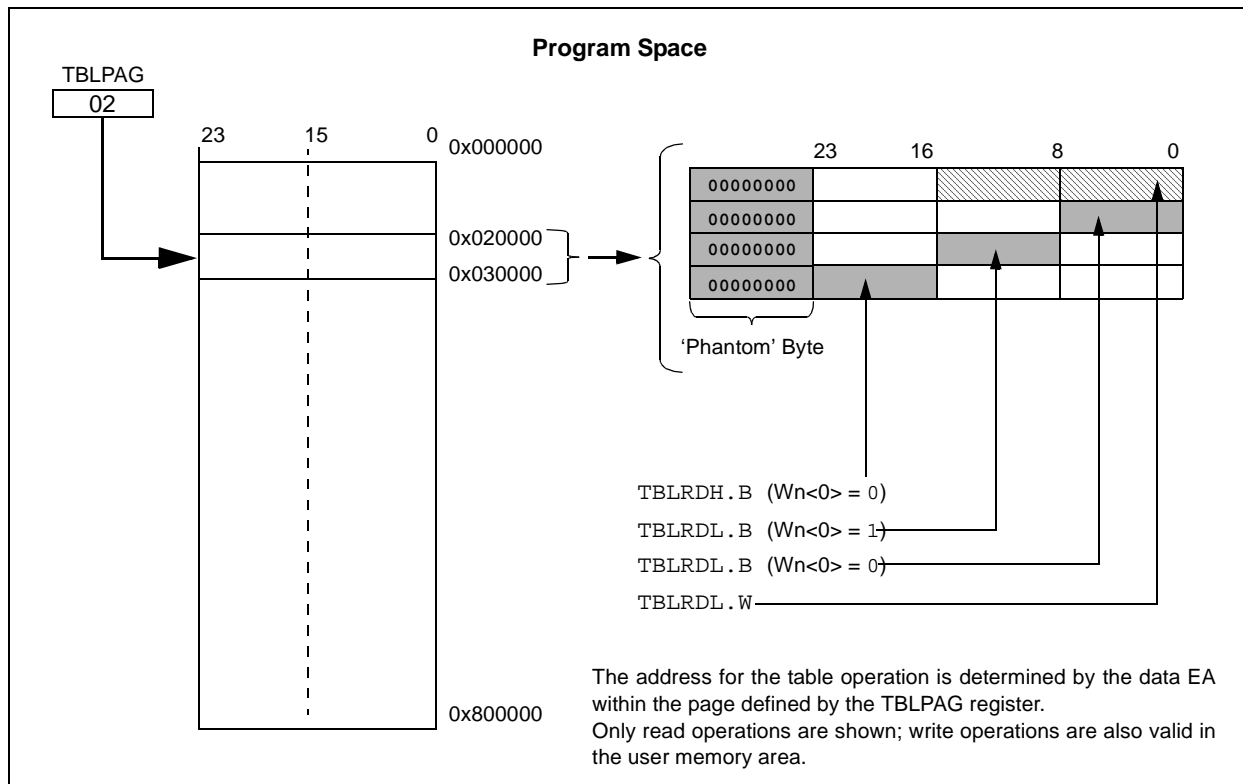 Program Space
TBLPAG
02
23 15 0
0x000000
0x020000
0x030000
0x800000
23 16 8 0
00000000
00000000
00000000
00000000
‘Phantom’ Byte
TBLRDH.B (Wn<0> = 0)
TBLRDL.B (Wn<0> = 1)
TBLRDL.B (Wn<0> = 0)
TBLRDL.W
The address for the table operation is determined by the data EA
within the page defined by the TBLPAG register.
Only read operations are shown; write operations are also valid in
the user memory area.